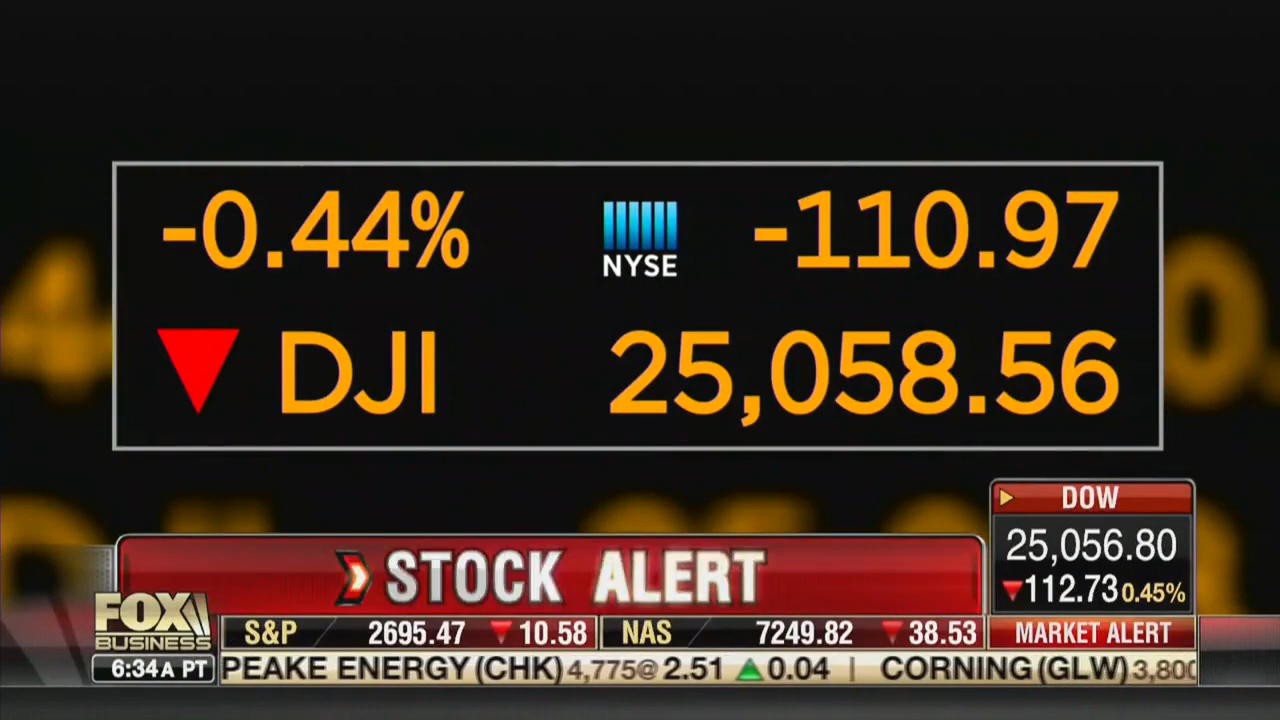 -0.44%
NYSE
-110.97
DJI
25,058.56
DOW
25,056.80
112.73 0.45%
STOCK ALERT
FOX
BUSINESS
S&P 2695.47 10.58
NAS 7249.82 38.53
MARKET ALERT
6:34A PT
PEAKE ENERGY (CHK) 4,775@ 2.51 0.04 | CORNING (GLW) 3,800